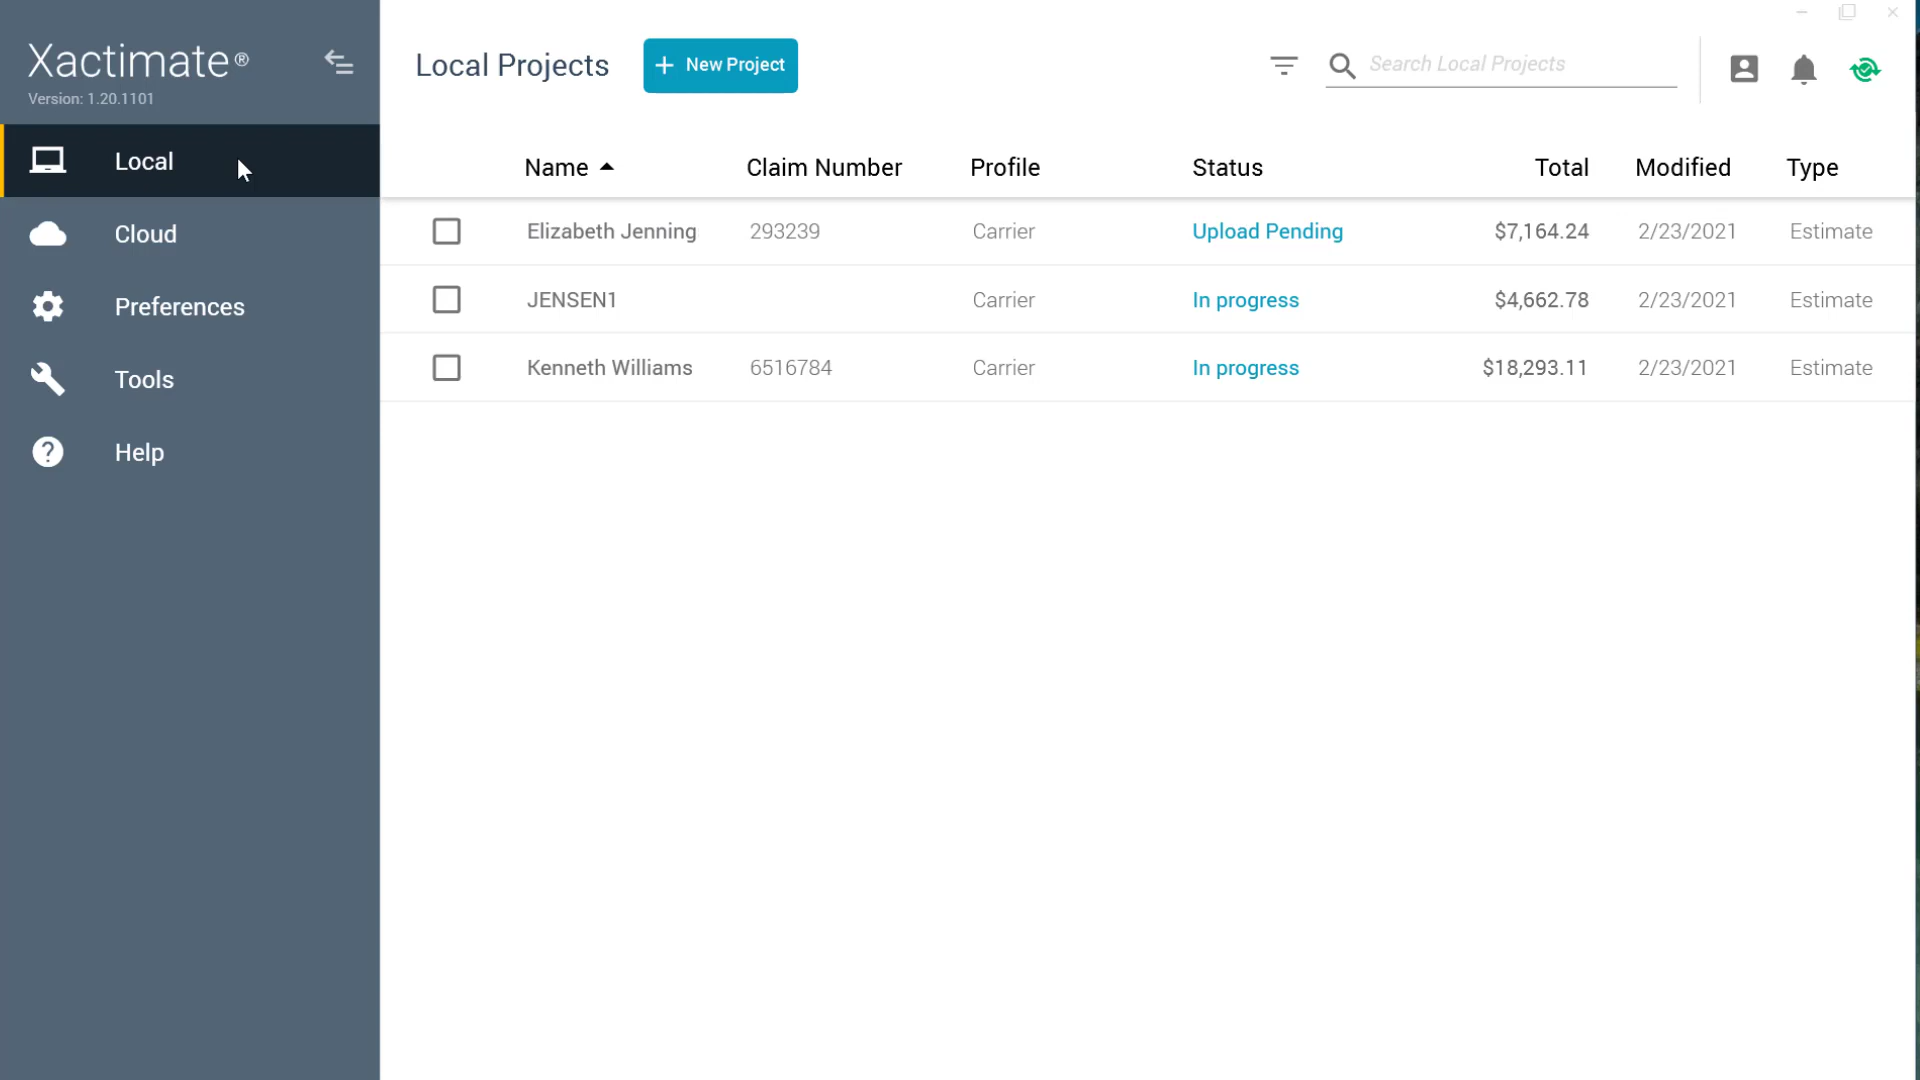 Xactimate®
Version: 1.20.1101
Local
Cloud
Preferences
Tools
Help
Local Projects
+ New Project
Search Local Projects
Name Claim Number Profile Status Total Modified Type
Elizabeth Jenning 293239 Carrier Upload Pending $7,164.24 2/23/2021 Estimate
JENSEN1 Carrier In progress $4,662.78 2/23/2021 Estimate
Kenneth Williams 6516784 Carrier In progress $18,293.11 2/23/2021 Estimate